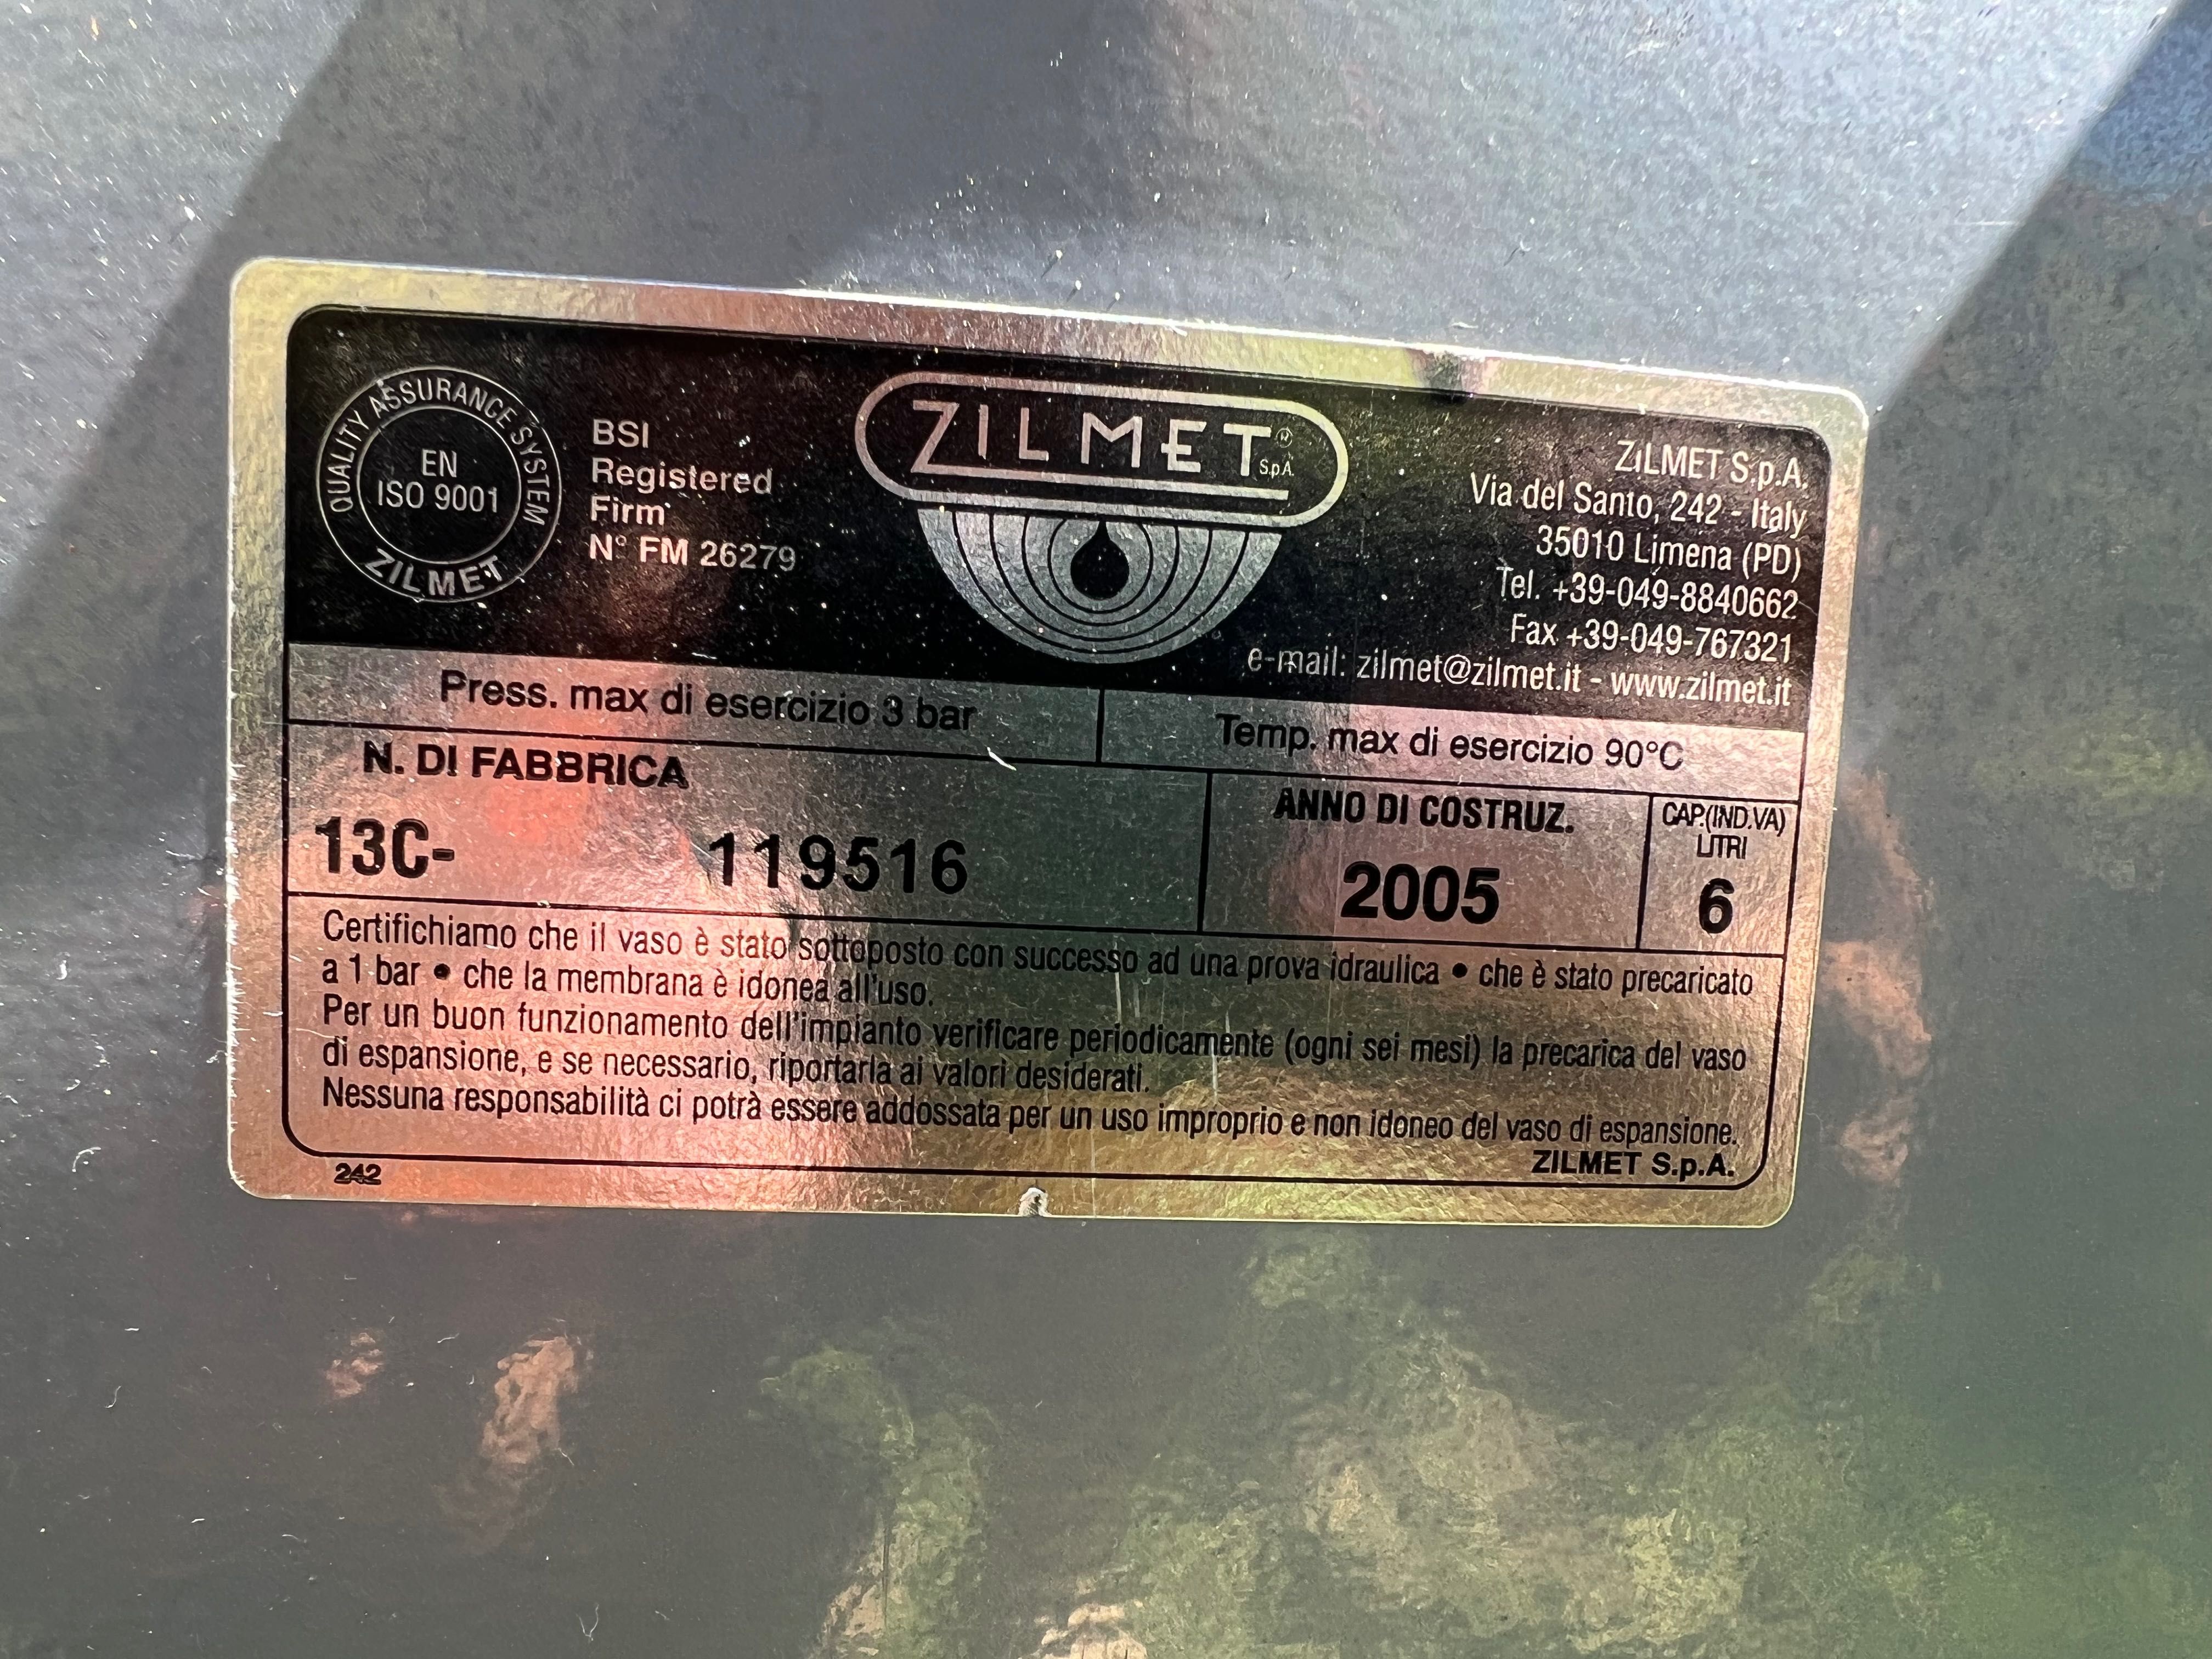 QUALITY ASSURANCE SYSTEM
EN
ISO 9001
ZILMET
BSI
Registered
Firm
N° FM 26279
ZILMET®
S.p.A.
ZILMET S.p.A.
Via del Santo, 242 - Italy
35010 Limena (PD)
Tel. +39-049-8840662
Fax +39-049-767321
e-mail: zilmet@zilmet.it - www.zilmet.it
Press. max di esercizio 3 bar
Temp. max di esercizio 90°C
N. DI FABBRICA
13C- 119516
ANNO DI COSTRUZ.
2005
CAP.(IND.VA)
LITRI
6
Certifichiamo che il vaso è stato sottoposto con successo ad una prova idraulica • che è stato precaricato
a 1 bar • che la membrana è idonea all'uso.
Per un buon funzionamento dell'impianto verificare periodicamente (ogni sei mesi) la precarica del vaso
di espansione, e se necessario, riportarla ai valori desiderati.
Nessuna responsabilità ci potrà essere addossata per un uso improprio e non idoneo del vaso di espansione.
ZILMET S.p.A.
242